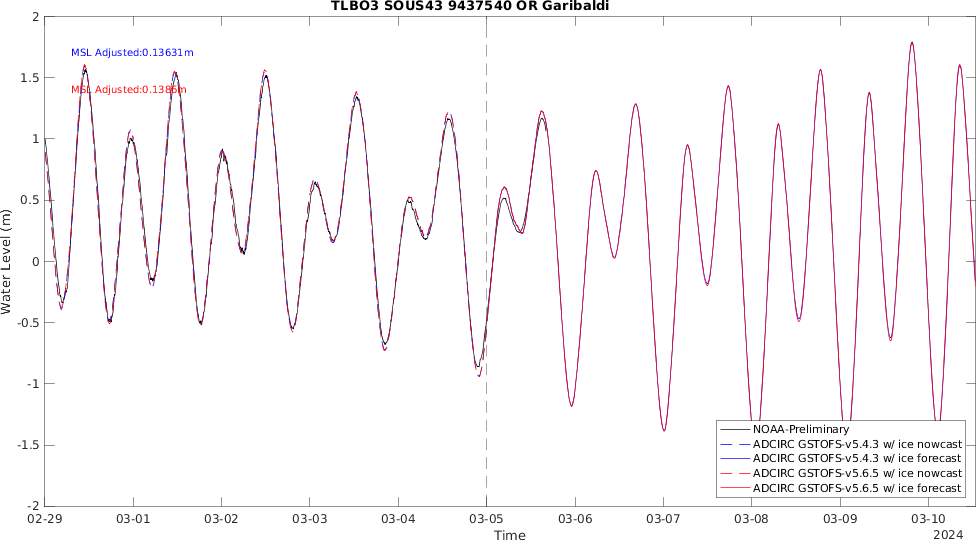 TLBO3 SOUS43 9437540 OR Garibaldi
MSL Adjusted:0.13631m
MSL Adjusted:0.1386m
Water Level (m)
2
1.5
1
0.5
0
-0.5
-1
-1.5
-2
NOAA-Preliminary
ADCIRC GSTOFS-v5.4.3 w/ ice nowcast
ADCIRC GSTOFS-v5.4.3 w/ ice forecast
ADCIRC GSTOFS-v5.6.5 w/ ice nowcast
ADCIRC GSTOFS-v5.6.5 w/ ice forecast
02-29 03-01 03-02 03-03 03-04 03-05 03-06 03-07 03-08 03-09 03-10
Time
2024